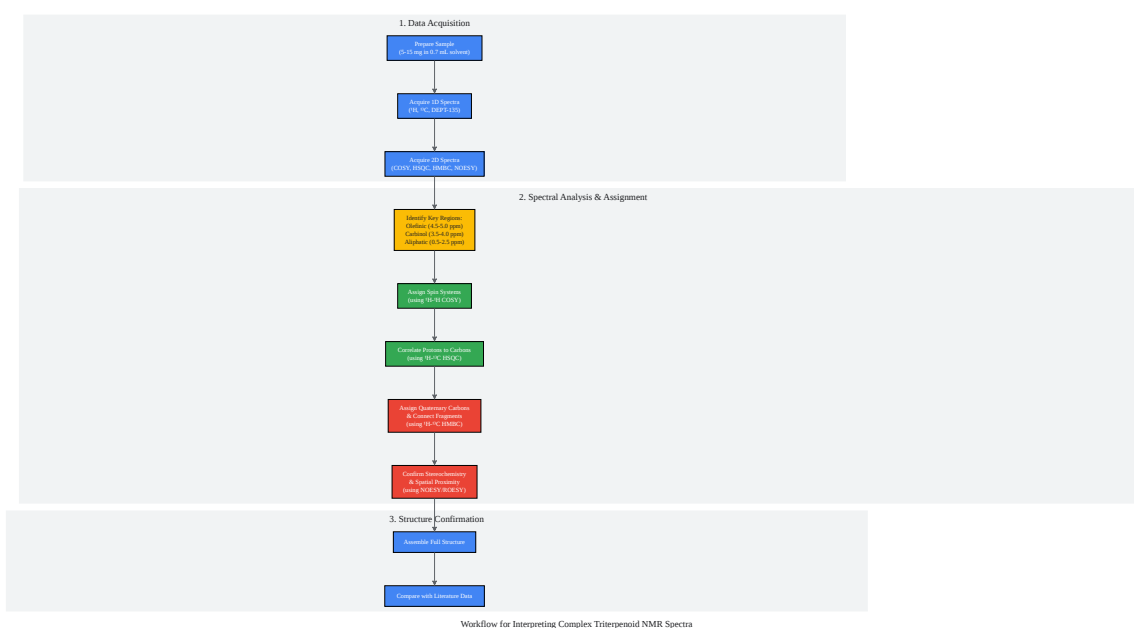 1. Data Acquisition
Prepare Sample
(5-15 mg in 0.7 mL solvent)
Acquire 1D Spectra
(¹H, ¹³C, DEPT-135)
Acquire 2D Spectra
(COSY, HSQC, HMBC, NOESY)
2. Spectral Analysis & Assignment
Identify Key Regions:
Olefinic (4.5-5.0 ppm)
Carbinol (3.5-4.0 ppm)
Aliphatic (0.5-2.5 ppm)
Assign Spin Systems
(using ¹H-¹H COSY)
Correlate Protons to Carbons
(using ¹H-¹³C HSQC)
Assign Quaternary Carbons
& Connect Fragments
(using ¹H-¹³C HMBC)
Confirm Stereochemistry
& Spatial Proximity
(using NOESY/ROESY)
3. Structure Confirmation
Assemble Full Structure
Compare with Literature Data
Workflow for Interpreting Complex Triterpenoid NMR Spectra